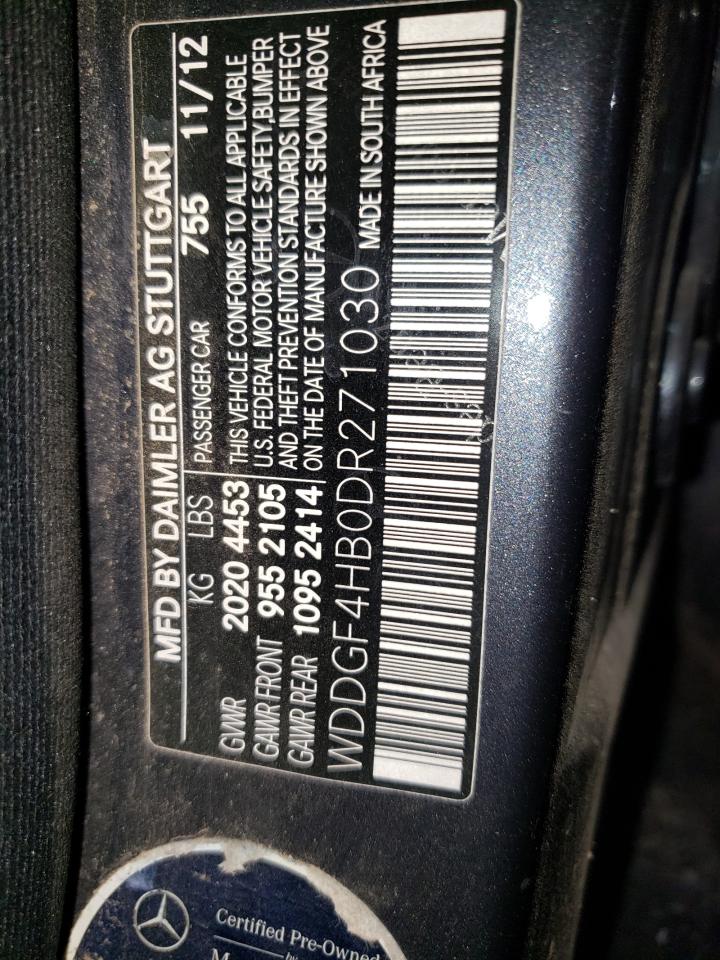 MFD BY DAIMLER AG STUTTGART
KG LBS PASSENGER CAR 755 11/12
GVWR 2020 4453 THIS VEHICLE CONFORMS TO ALL APPLICABLE
GAWR FRONT 955 2105 U.S. FEDERAL MOTOR VEHICLE SAFETY,BUMPER
GAWR REAR 1095 2414 AND THEFT PREVENTION STANDARDS IN EFFECT
ON THE DATE OF MANUFACTURE SHOWN ABOVE
WDDGF4HB0DR271030 MADE IN SOUTH AFRICA
Certified Pre-Owned
by